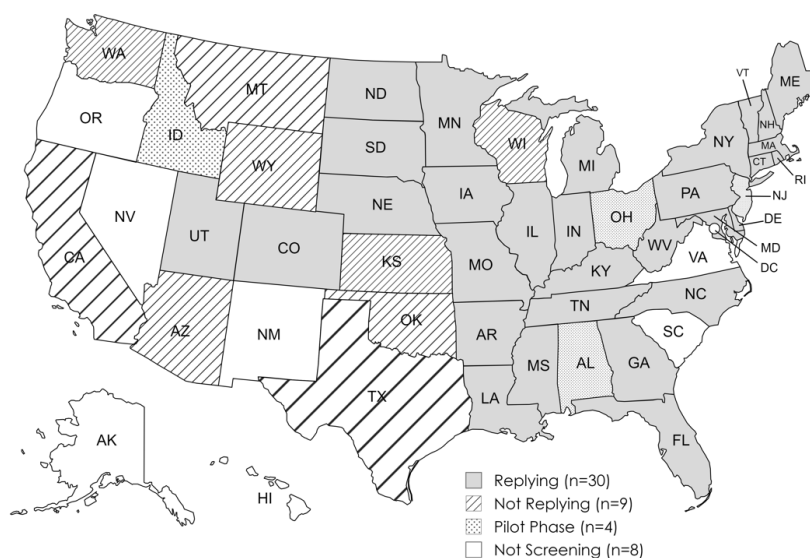 WA
MT
ND
MN
VT
ME
OR
ID
WI
NH
NY
MA
SD
WY
MI
CT
RI
IA
PA
NJ
NE
OH
DE
NV
IL
IN
UT
CO
WV
MD
VA
DC
CA
KS
MO
KY
NC
TN
AZ
NM
OK
AR
SC
MS
AL
GA
TX
LA
FL
AK
HI
Replying (n=30)
Not Replying (n=9)
Pilot Phase (n=4)
Not Screening (n=8)